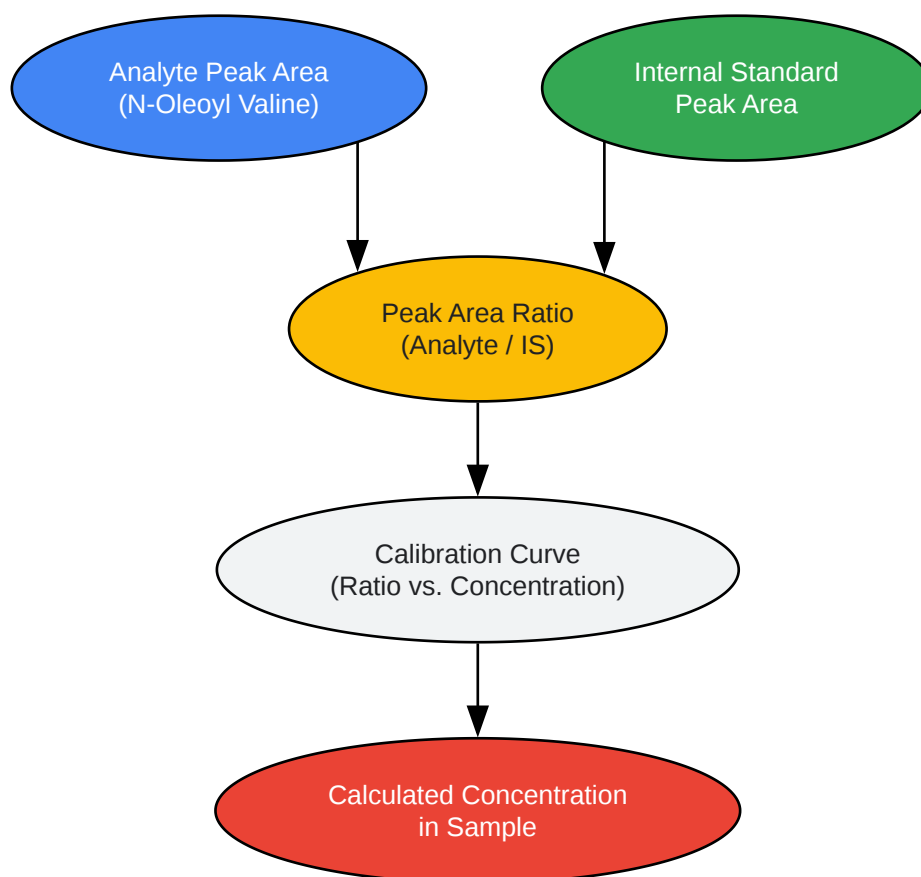 Analyte Peak Area
(N-Oleoyl Valine)
Internal Standard
Peak Area
Peak Area Ratio
(Analyte / IS)
Calibration Curve
(Ratio vs. Concentration)
Calculated Concentration
in Sample